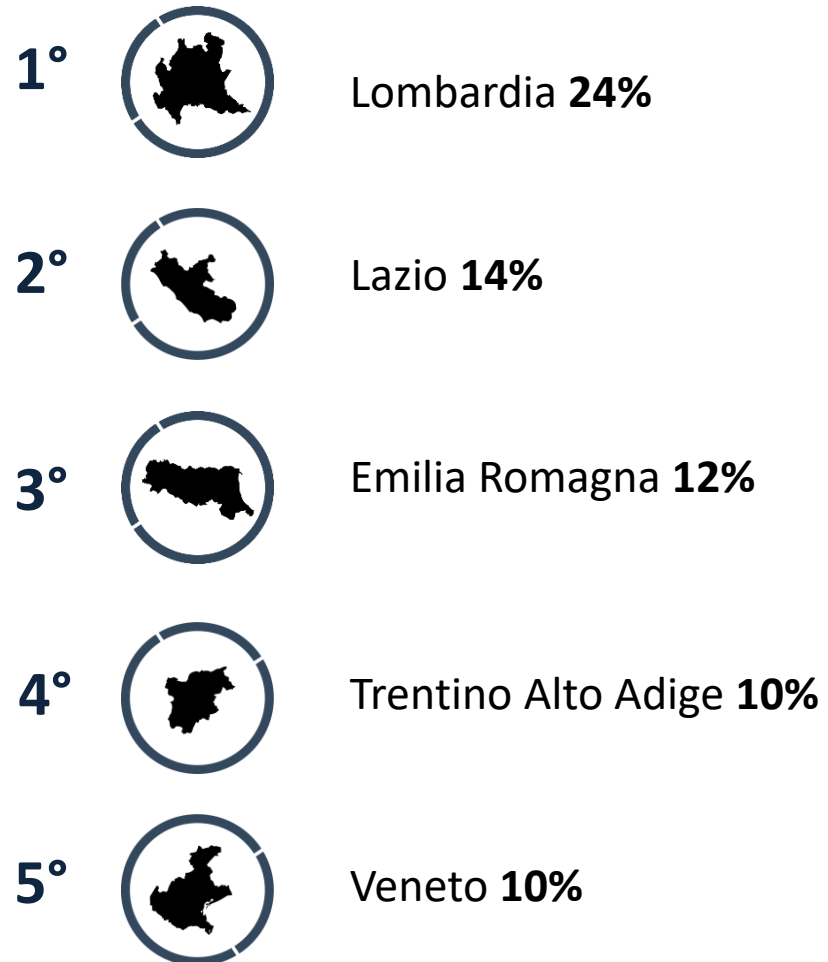 1° Lombardia 24%
2° Lazio 14%
3° Emilia Romagna 12%
4° Trentino Alto Adige 10%
5° Veneto 10%